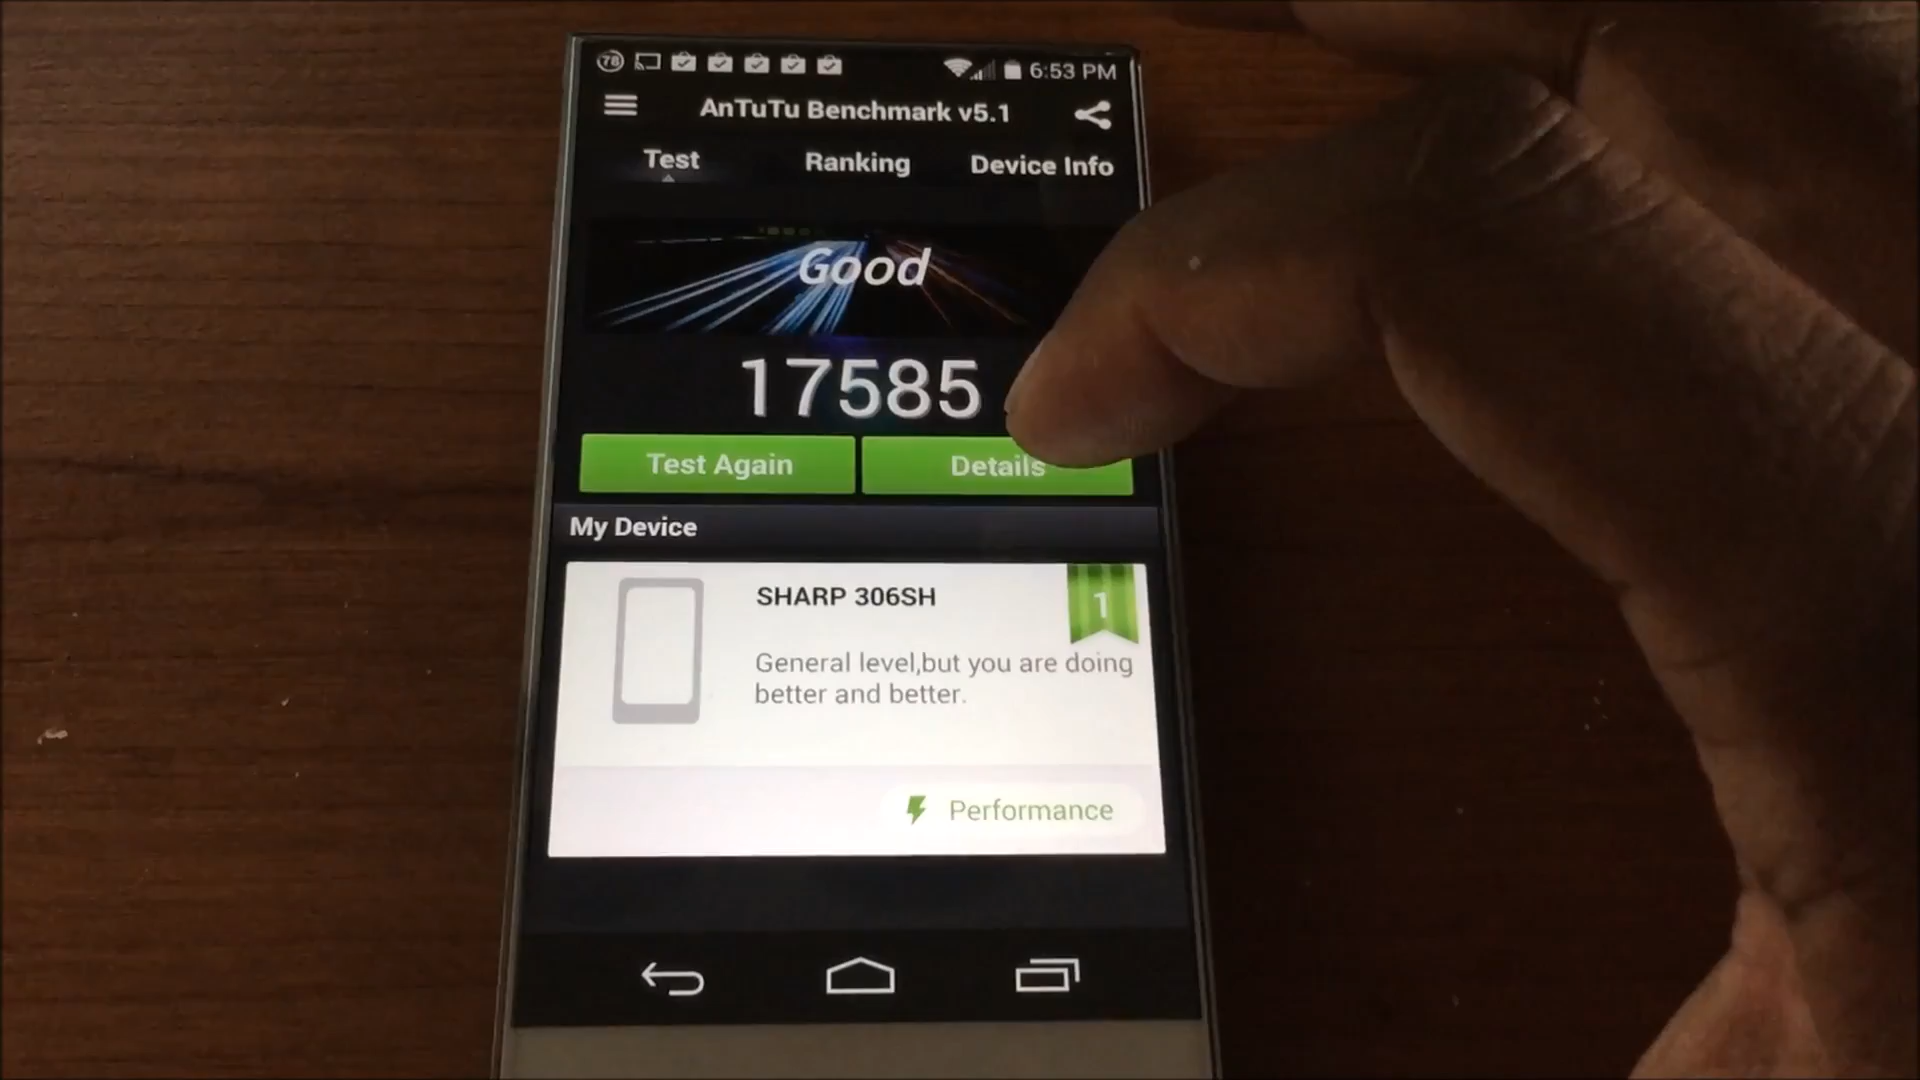 78 6:53 PM
AnTuTu Benchmark v5.1
Test Ranking Device Info
Good
17585
Test Again Details
My Device
SHARP 306SH
1
General level,but you are doing
better and better.
Performance